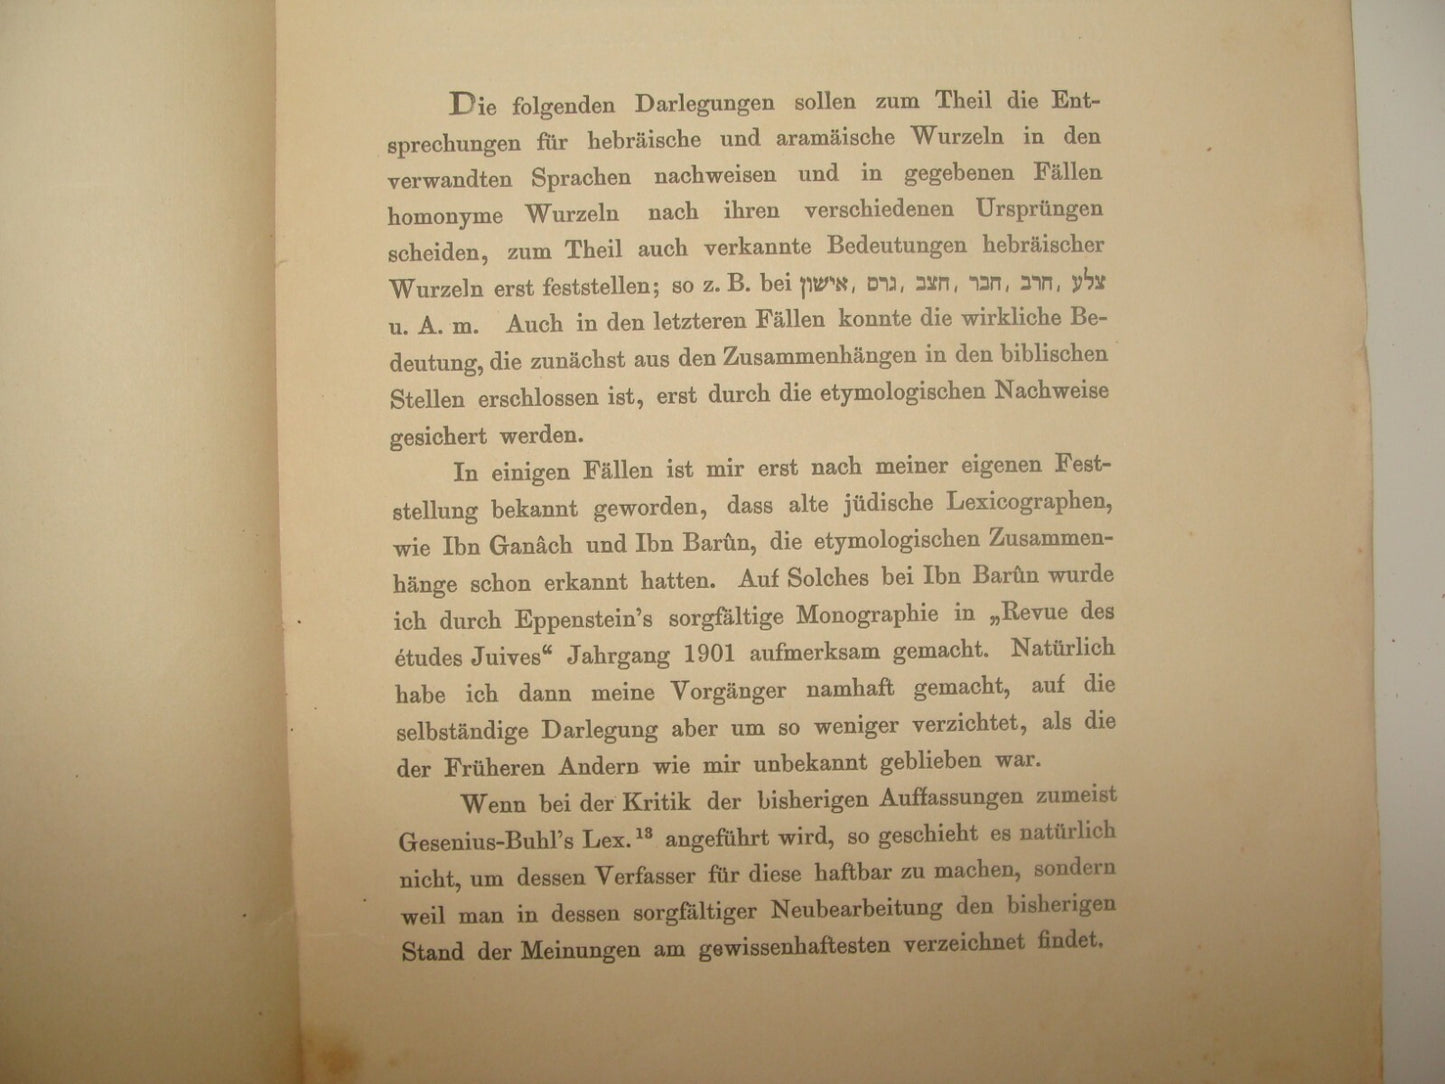 Die folgenden Darlegungen sollen zum Theil die Ent-
sprechungen für hebräische und aramäische Wurzeln in den
verwandten Sprachen nachweisen und in gegebenen Fällen
homonyme Wurzeln nach ihren verschiedenen Ursprüngen
scheiden, zum Theil auch verkannte Bedeutungen hebräischer
Wurzeln erst feststellen; so z. B. bei אישון, גרם, חצב, חבר, חרב, צלע
u. A. m. Auch in den letzteren Fällen konnte die wirkliche Be-
deutung, die zunächst aus den Zusammenhängen in den biblischen
Stellen erschlossen ist, erst durch die etymologischen Nachweise
gesichert werden.
In einigen Fällen ist mir erst nach meiner eigenen Fest-
stellung bekannt geworden, dass alte jüdische Lexicographen,
wie Ibn Ganâch und Ibn Barûn, die etymologischen Zusammen-
hänge schon erkannt hatten. Auf Solches bei Ibn Barûn wurde
ich durch Eppenstein's sorgfältige Monographie in „Revue des
études Juives“ Jahrgang 1901 aufmerksam gemacht. Natürlich
habe ich dann meine Vorgänger namhaft gemacht, auf die
selbständige Darlegung aber um so weniger verzichtet, als die
der Früheren Andern wie mir unbekannt geblieben war.
Wenn bei der Kritik der bisherigen Auffassungen zumeist
Gesenius-Buhl's Lex.¹³ angeführt wird, so geschieht es natürlich
nicht, um dessen Verfasser für diese haftbar zu machen, sondern
weil man in dessen sorgfältiger Neubearbeitung den bisherigen
Stand der Meinungen am gewissenhaftesten verzeichnet findet.